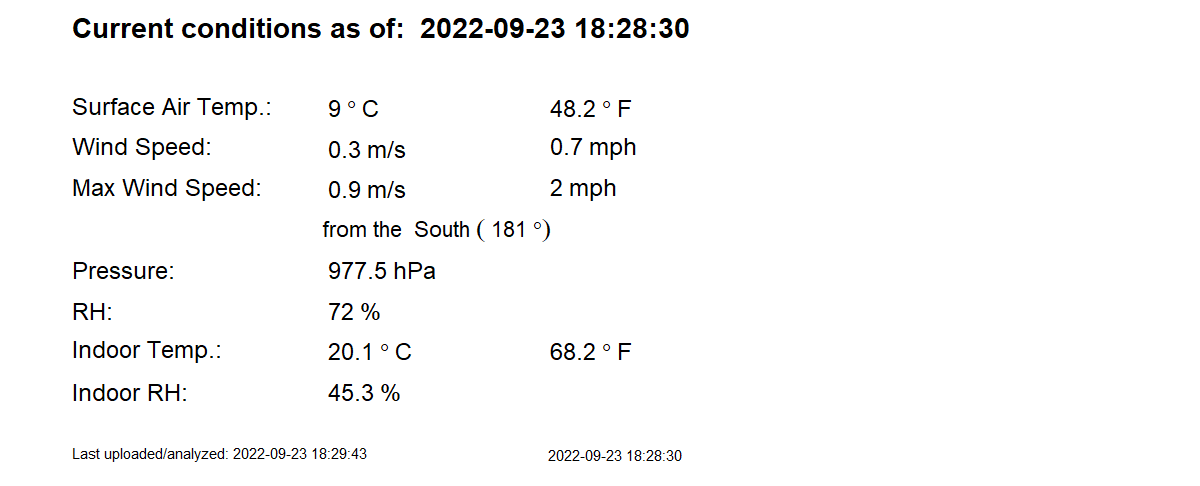 Current conditions as of:  2022-09-23 18:28:30
Surface Air Temp.: 9 ° C 48.2 ° F
Wind Speed: 0.3 m/s 0.7 mph
Max Wind Speed: 0.9 m/s 2 mph
from the  South ( 181 °)
Pressure: 977.5 hPa
RH: 72 %
Indoor Temp.: 20.1 ° C 68.2 ° F
Indoor RH: 45.3 %
Last uploaded/analyzed: 2022-09-23 18:29:43 2022-09-23 18:28:30